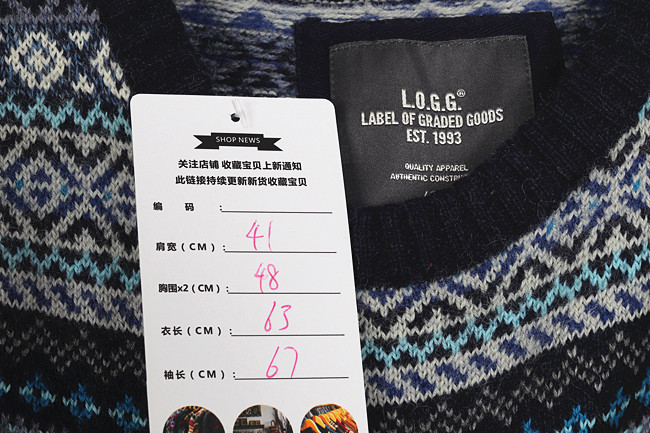 L.O.G.G.®
LABEL OF GRADED GOODS
EST. 1993
QUALITY APPAREL
SHOP NEWS
关注店铺 收藏宝贝上新通知
此链接持续更新新货收藏宝贝
编 码 :
肩宽 (CM) : 41
胸围x2 (CM) : 48
衣长 (CM) : 63
袖长 (CM) : 67